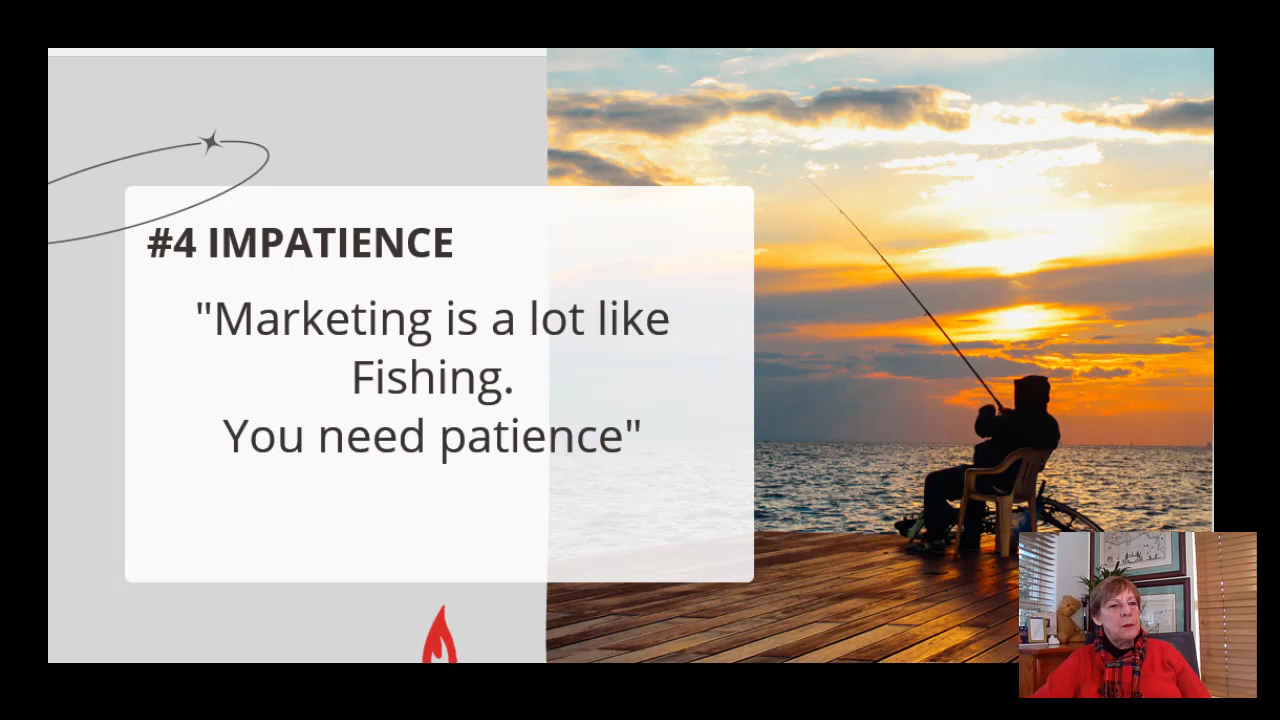 #4 IMPATIENCE
"Marketing is a lot like
Fishing.
You need patience"